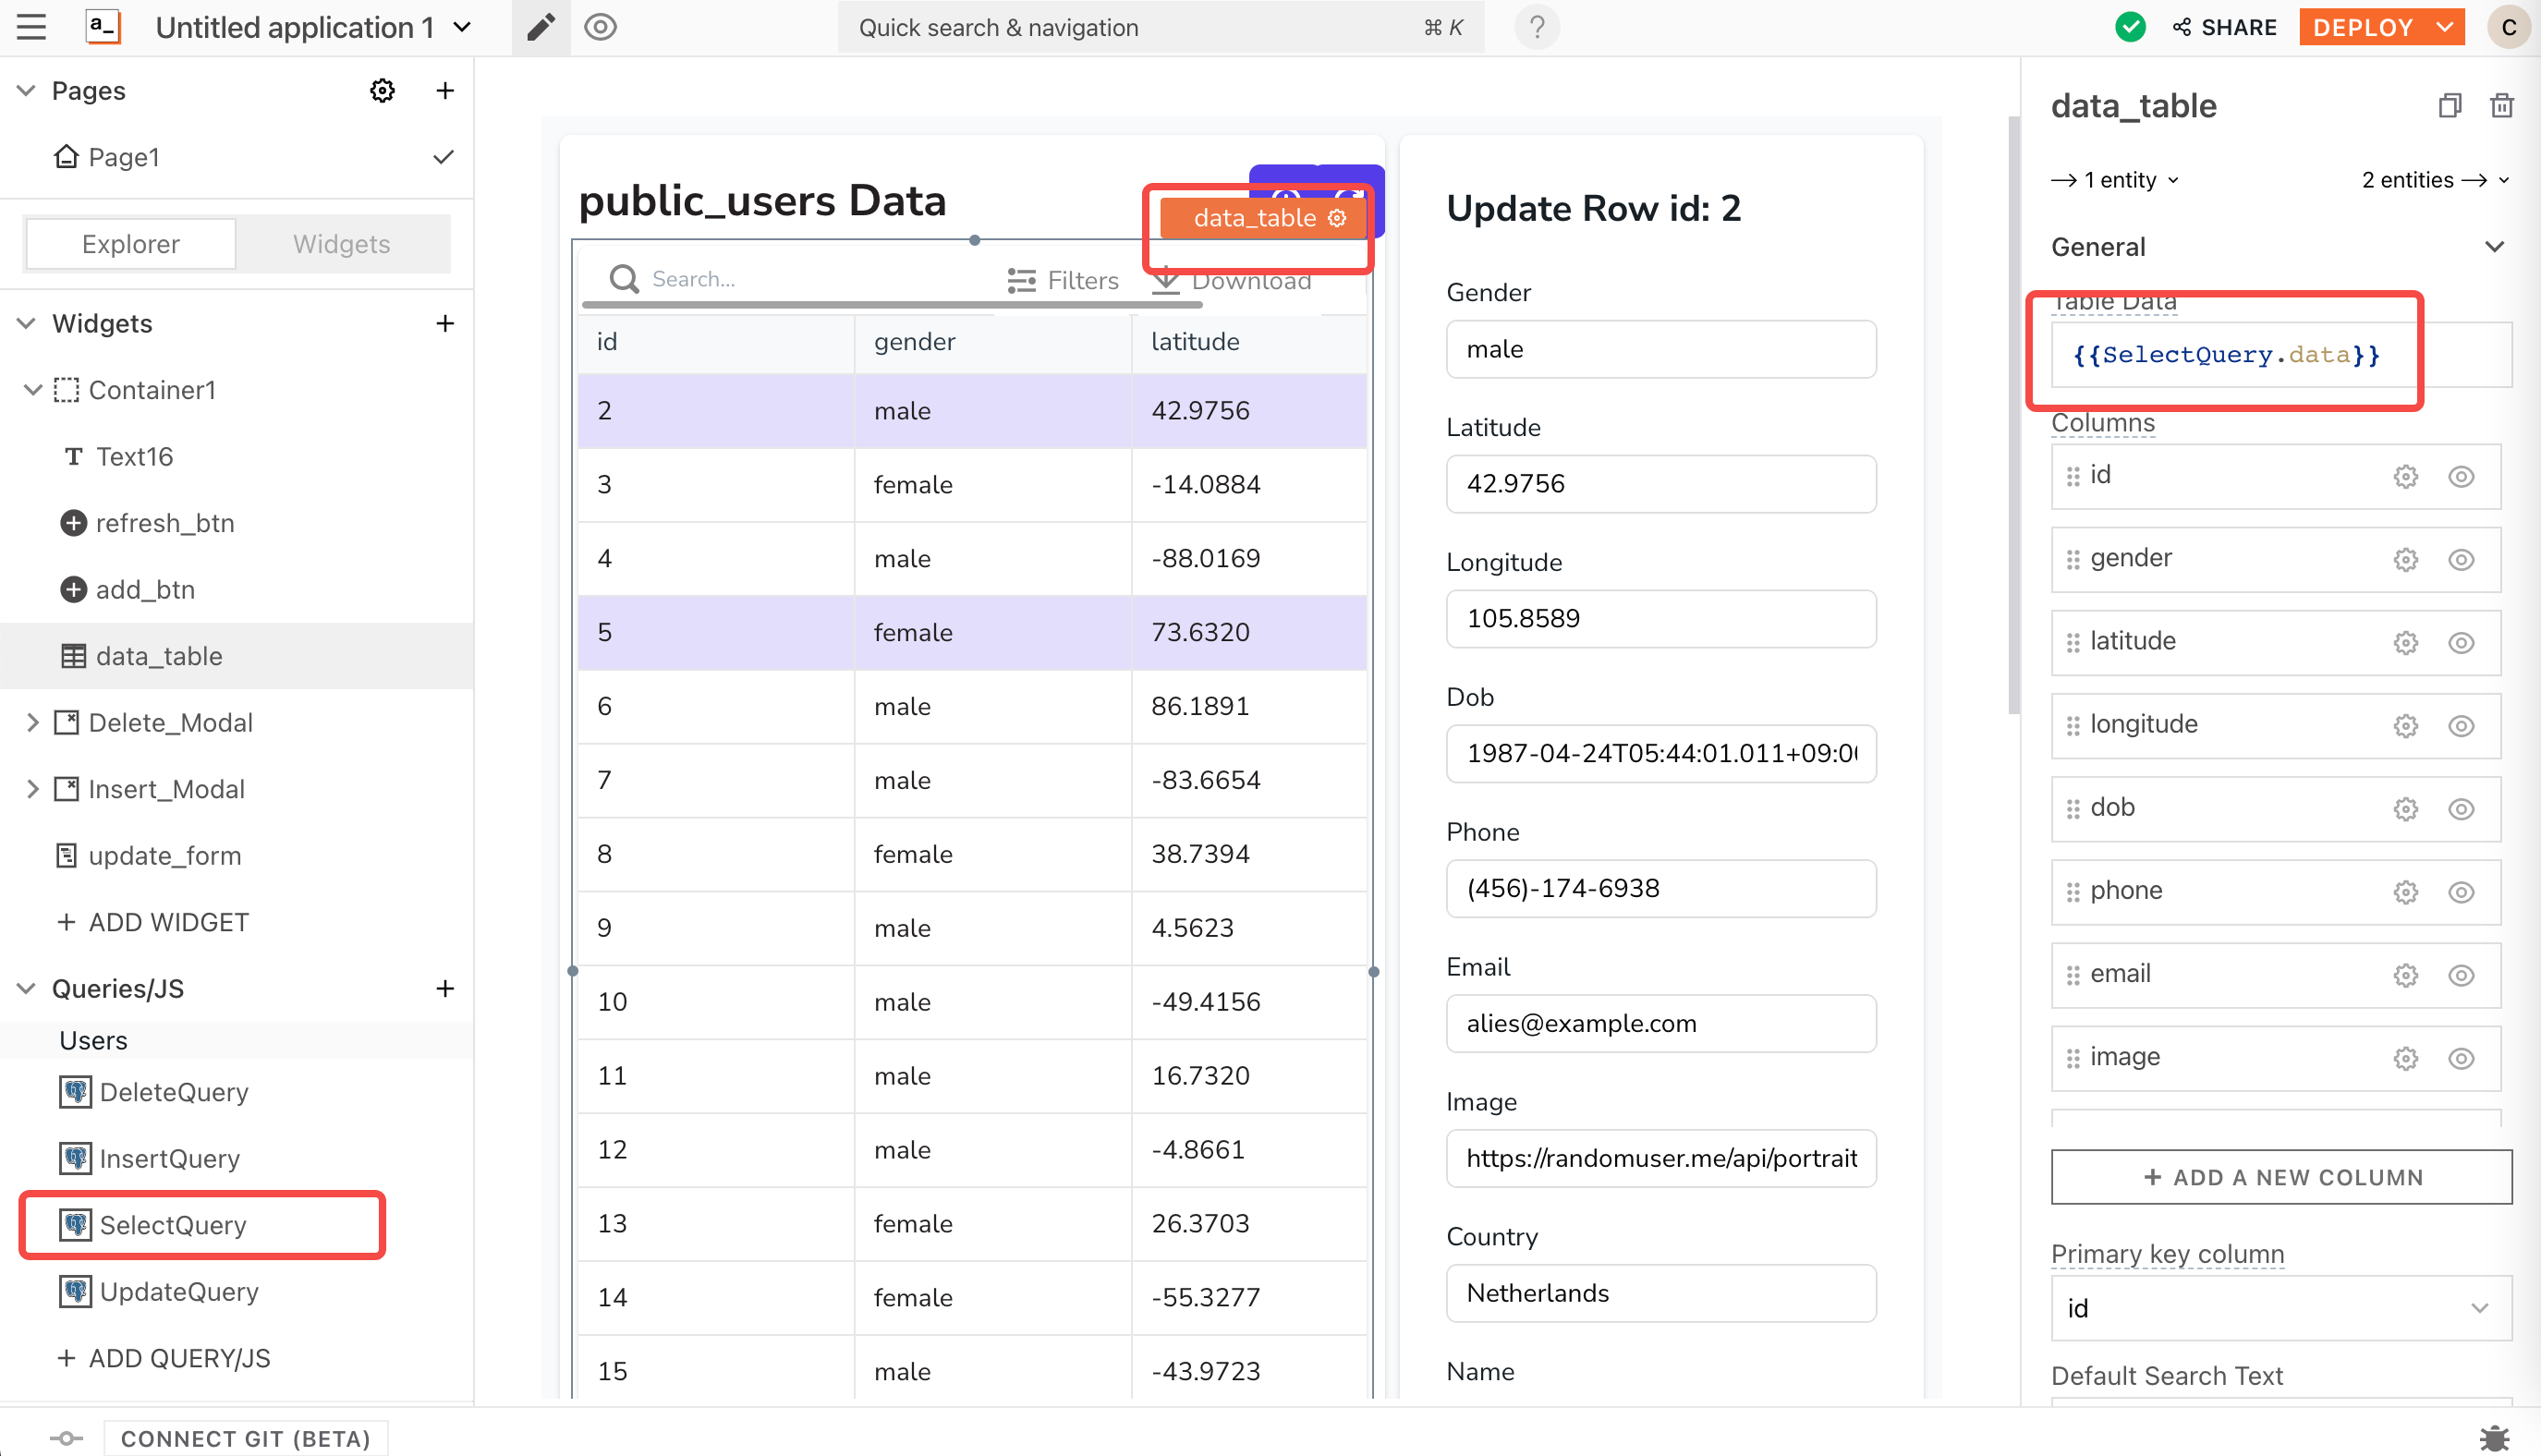 a_
Untitled application 1
Quick search & navigation
⌘ K
?
SHARE
DEPLOY
C
Pages
Page1
Explorer
Widgets
Widgets
Container1
Text16
refresh_btn
add_btn
data_table
Delete_Modal
Insert_Modal
update_form
+ ADD WIDGET
Queries/JS
Users
DeleteQuery
InsertQuery
SelectQuery
UpdateQuery
+ ADD QUERY/JS
CONNECT GIT (BETA)
public_users Data
data_table
Search...
Filters
Download
id gender latitude
2 male 42.9756
3 female -14.0884
4 male -88.0169
5 female 73.6320
6 male 86.1891
7 male -83.6654
8 female 38.7394
9 male 4.5623
10 male -49.4156
11 male 16.7320
12 male -4.8661
13 female 26.3703
14 female -55.3277
15 male -43.9723
Update Row id: 2
Gender
male
Latitude
42.9756
Longitude
105.8589
Dob
1987-04-24T05:44:01.011+09:0
Phone
(456)-174-6938
Email
alies@example.com
Image
https://randomuser.me/api/portrait
Country
Netherlands
Name
data_table
1 entity
2 entities
General
Table Data
{{SelectQuery.data}}
Columns
id
gender
latitude
longitude
dob
phone
email
image
+ ADD A NEW COLUMN
Primary key column
id
Default Search Text